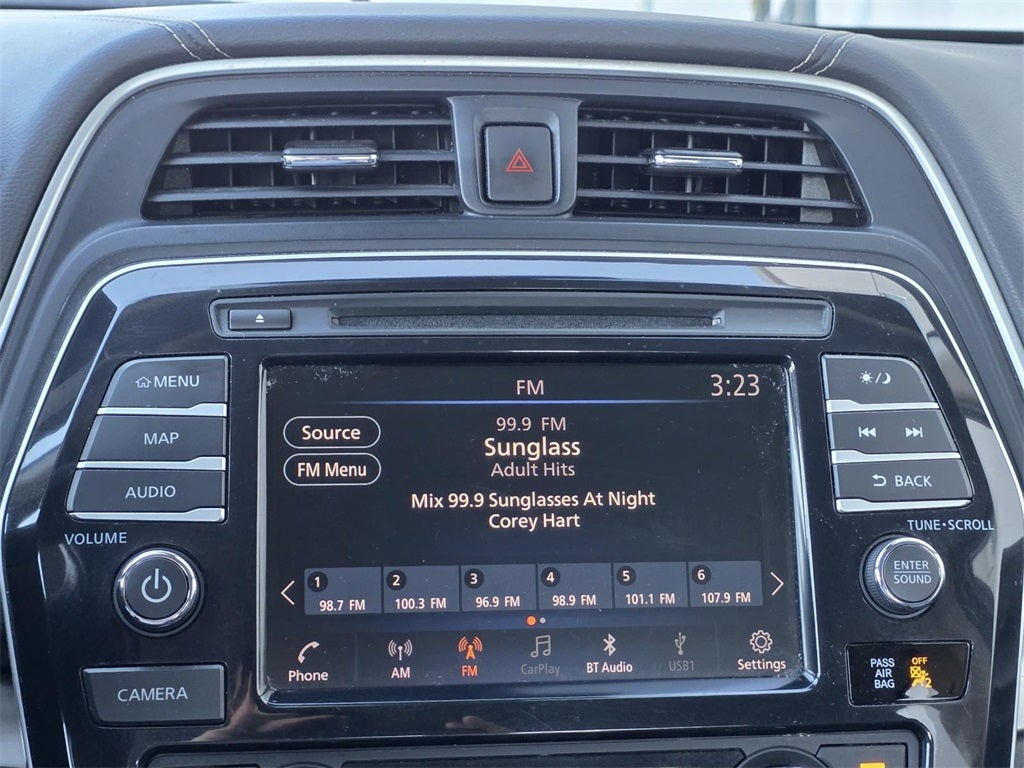 MENU
MAP
AUDIO
VOLUME
CAMERA
FM 3:23
Source
FM Menu
99.9 FM
Sunglass
Adult Hits
Mix 99.9 Sunglasses At Night
Corey Hart
1 2 3 4 5 6
98.7 FM 100.3 FM 96.9 FM 98.9 FM 101.1 FM 107.9 FM
Phone AM FM CarPlay BT Audio USB1 Settings
BACK
TUNE•SCROLL
ENTER
SOUND
PASS
AIR
BAG
OFF
2